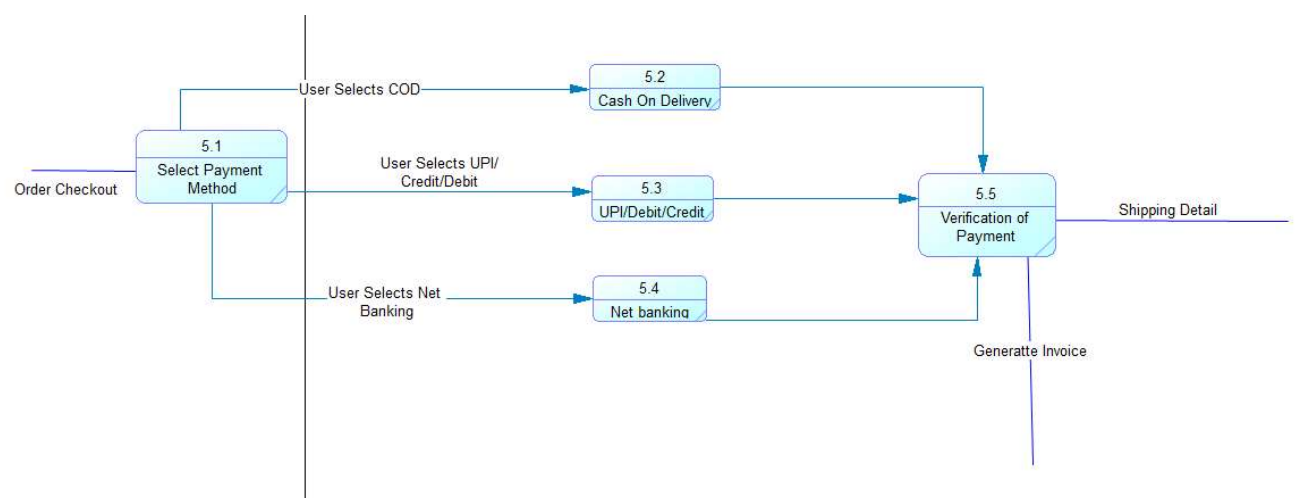 Order Checkout
5.1
Select Payment
Method
User Selects COD
5.2
Cash On Delivery
User Selects UPI/
Credit/Debit
5.3
UPI/Debit/Credit
User Selects Net
Banking
5.4
Net banking
5.5
Verification of
Payment
Shipping Detail
Generatte Invoice